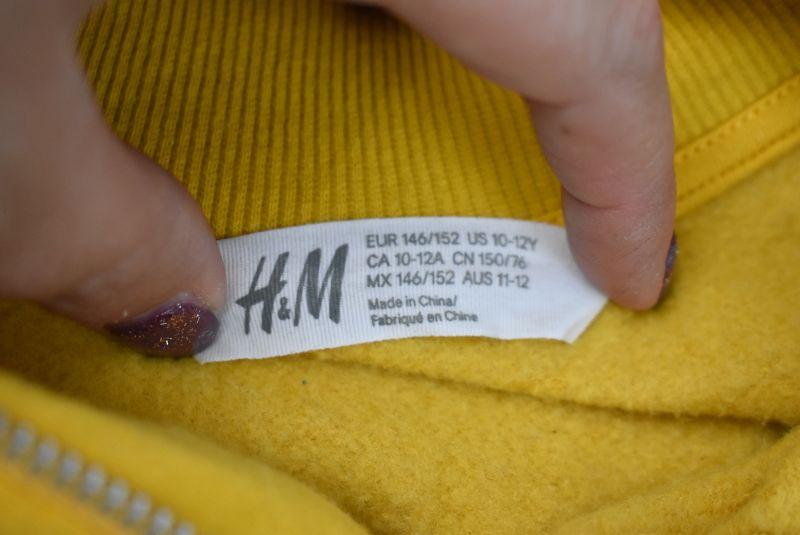 H&M
EUR 146/152 US 10-12Y
CA 10-12A CN 150/76
MX 146/152 AUS 11-12
Made in China/
Fabriqué en Chine